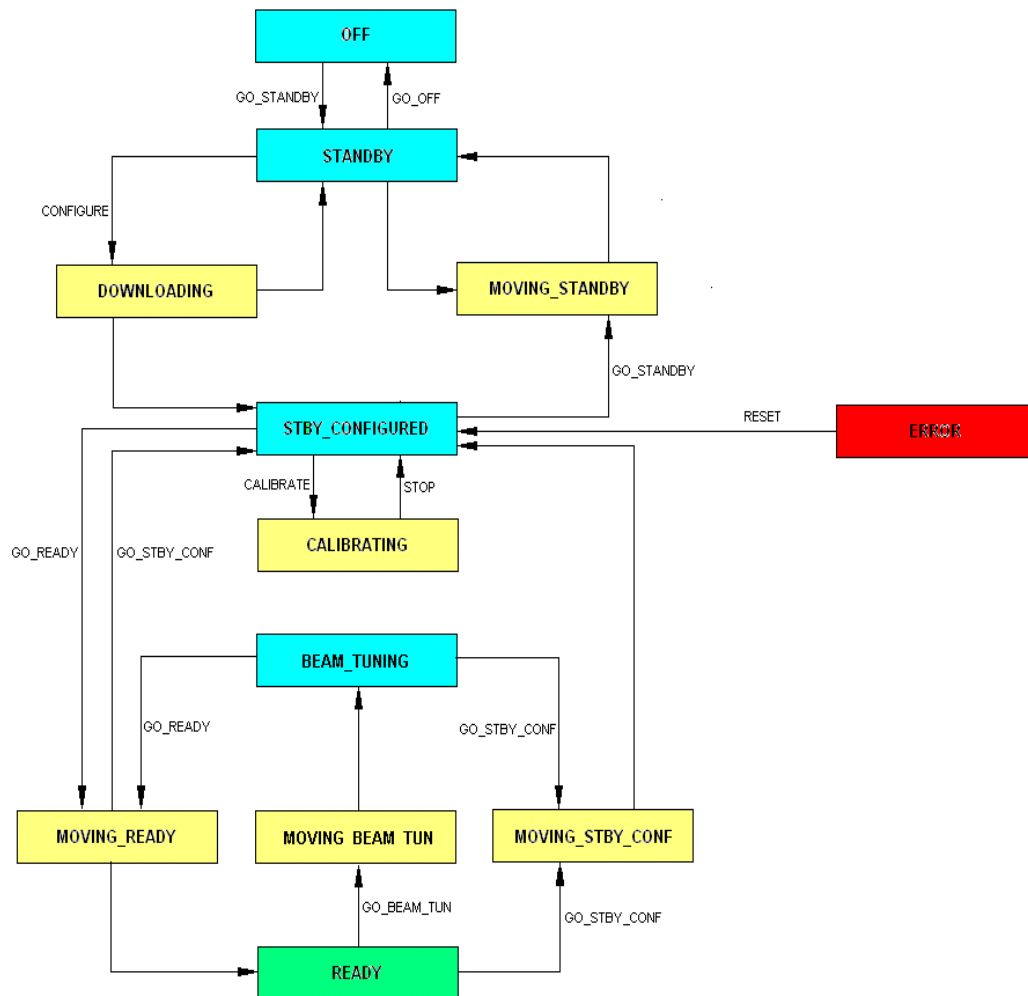 OFF
GO_STANDBY
GO_OFF
STANDBY
CONFIGURE
DOWNLOADING
MOVING_STANDBY
GO_STANDBY
RESET
STBY_CONFIGURED
ERROR
CALIBRATE
STOP
CALIBRATING
GO_READY
GO_STBY_CONF
BEAM_TUNING
GO_READY
GO_STBY_CONF
MOVING_READY
MOVING BEAM TUN
MOVING_STBY_CONF
GO_BEAM_TUN
GO_STBY_CONF
READY